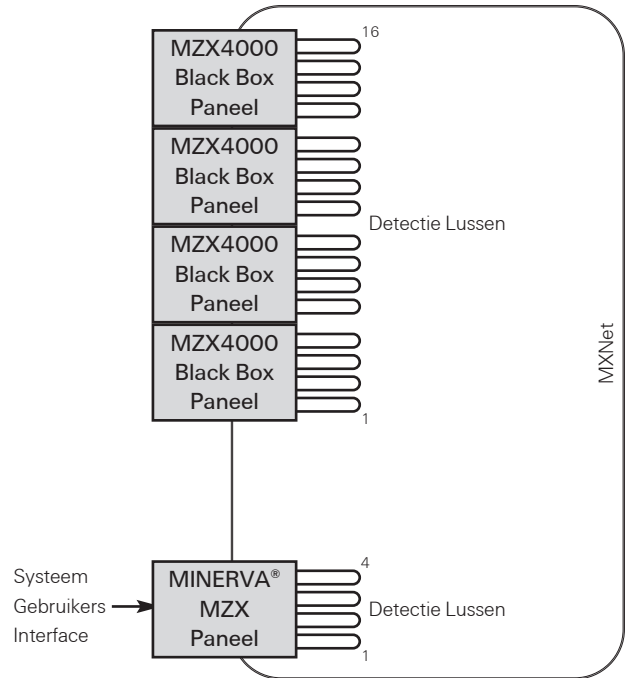 16
MZX4000
Black Box
Paneel
MZX4000
Black Box
Paneel
Detectie Lussen
MZX4000
Black Box
Paneel
MZX4000
Black Box
Paneel
1
MXNet
4
Systeem
Gebruikers
Interface
MINERVA®
MZX
Paneel
Detectie Lussen
1